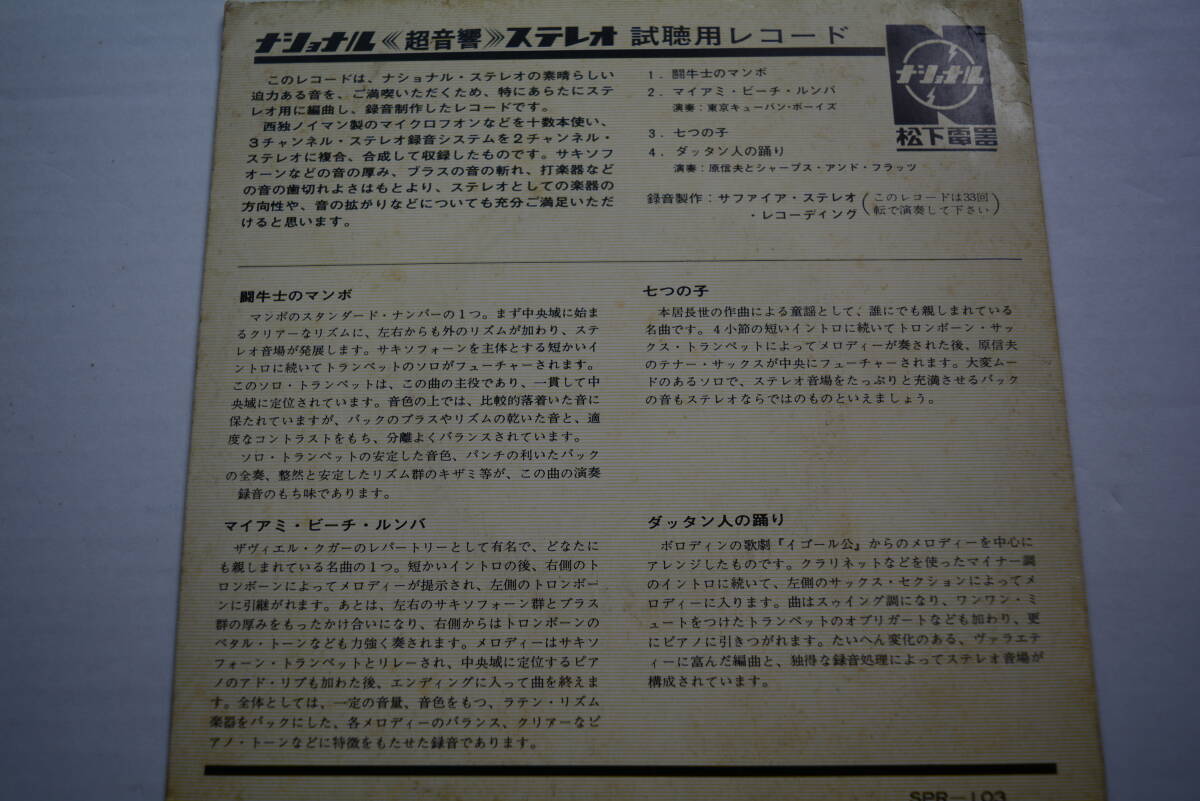 ナショナル《超音響》ステレオ 試聴用レコード
このレコードは、ナショナル・ステレオの素晴らしい
迫力ある音を、ご満喫いただくため、特にあらたにステ
レオ用に編曲し、録音制作したレコードです。
西独ノイマン製のマイクロフオンなどを十数本使い、
3チャンネル・ステレオ録音システムを2チャンネル・
ステレオに複合、合成して収録したものです。サキソフ
オーンなどの音の厚み、ブラスの音の斬れ、打楽器など
の音の歯切れよさはもとより、ステレオとしての楽器の
方向性や、音の拡がりなどについても充分ご満足いただ
けると思います。
1. 闘牛士のマンボ
2. マイアミ・ビーチ・ルンバ
演奏:東京キューバン・ボーイズ
3. 七つの子
4. ダッタン人の踊り
演奏:原信夫とシャープス・アンド・フラッツ
録音製作:サファイア・ステレオ
・レコーディング
(このレコードは33回
転で演奏して下さい)
ナショナル
松下電器
闘牛士のマンボ
マンボのスタンダード・ナンバーの1つ。まず中央域に始ま
るクリアーなリズムに、左右からも外のリズムが加わり、ステ
レオ音場が発展します。サキソフォーンを主体とする短かいイ
ントロに続いてトランペットのソロがフューチャーされます。
このソロ・トランペットは、この曲の主役であり、一貫して中
央域に定位されています。音色の上では、比較的落着いた音に
保たれていますが、バックのブラスやリズムの乾いた音と、適
度なコントラストをもち、分離よくバランスされています。
ソロ・トランペットの安定した音色、パンチの利いたバック
の全奏、整然と安定したリズム群のキザミ等が、この曲の演奏
録音のもち味であります。
マイアミ・ビーチ・ルンバ
ザヴィエル・クガーのレパートリーとして有名で、どなたに
も親しまれている名曲の1つ。短かいイントロの後、右側のト
ロンボーンによってメロディーが提示され、左側のトロンボー
ンに引継がれます。あとは、左右のサキソフォーン群とブラス
群の厚みをもったかけ合いになり、右側からはトロンボーンの
ペタル・トーンなども力強く奏されます。メロディーはサキソ
フォーン・トランペットとリレーされ、中央域に定位するピア
ノのアド・リブも加わた後、エンディングに入って曲を終えま
す。全体としては、一定の音量、音色をもつ、ラテン・リズム
楽器をバックにした、各メロディーのバランス、クリアーなピ
アノ・トーンなどに特徴をもたせた録音であります。
七つの子
本居長世の作曲による童謡として、誰にでも親しまれている
名曲です。4小節の短いイントロに続いてトロンボーン・サッ
クス・トランペットによってメロディーが奏された後、原信夫
のテナー・サックスが中央にフューチャーされます。大変ムー
ドのあるソロで、ステレオ音場をたっぷりと充満させるバック
の音もステレオならではのものといえましょう。
ダッタン人の踊り
ボロディンの歌劇『イゴール公』からのメロディーを中心に
アレンジしたものです。クラリネットなどを使ったマイナー調
のイントロに続いて、左側のサックス・セクションによってメ
ロディーに入ります。曲はスゥイング調になり、ワンワン・ミ
ュートをつけたトランペットのオブリガートなども加わり、更
にピアノに引きつがれます。たいへん変化のある、ヴァラエテ
ィーに富んだ編曲と、独得な録音処理によってステレオ音場が
構成されています。
SPR-103